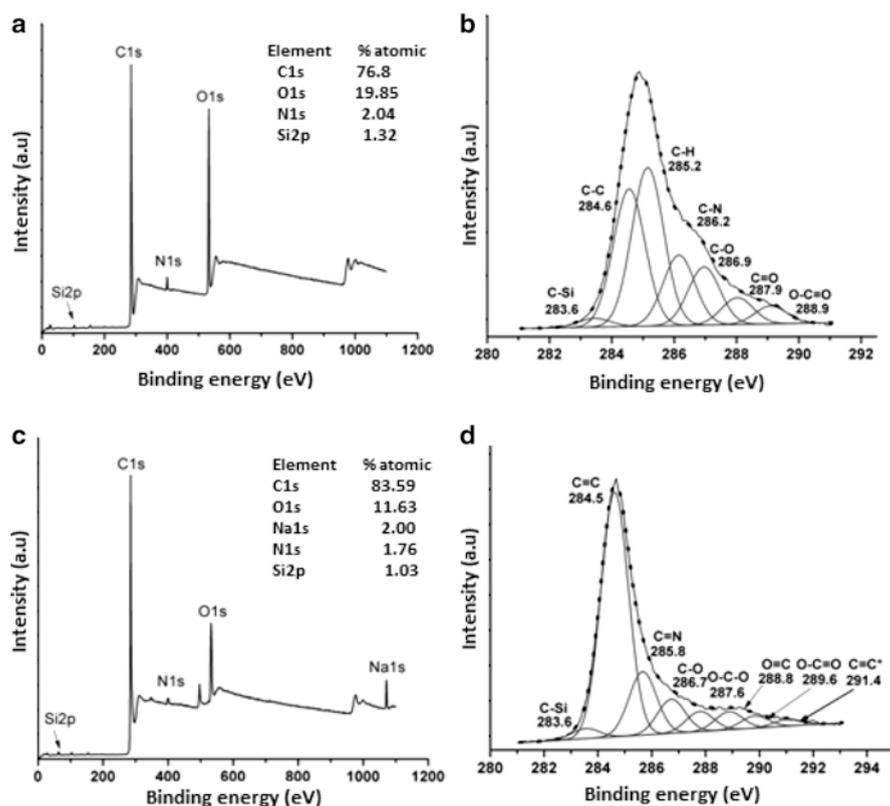 a
C1s
O1s
N1s
Si2p
Element % atomic
C1s 76.8
O1s 19.85
N1s 2.04
Si2p 1.32
Intensity (a.u)
0 200 400 600 800 1000 1200
Binding energy (eV)
b
C-H
285.2
C-C
284.6
C-N
286.2
C-O
286.9
C=O
287.9
O-C=O
288.9
C-Si
283.6
Intensity (a.u)
280 282 284 286 288 290 292
Binding energy (eV)
c
C1s
O1s
N1s
Na1s
Si2p
Element % atomic
C1s 83.59
O1s 11.63
Na1s 2.00
N1s 1.76
Si2p 1.03
Intensity (a.u)
0 200 400 600 800 1000 1200
Binding energy (eV)
d
C=C
284.5
C=N
285.8
C-O
286.7
O-C-O
287.6
O=C
288.8
O-C=O
289.6
C=C*
291.4
C-Si
283.6
Intensity (a.u)
280 282 284 286 288 290 292 294
Binding energy (eV)